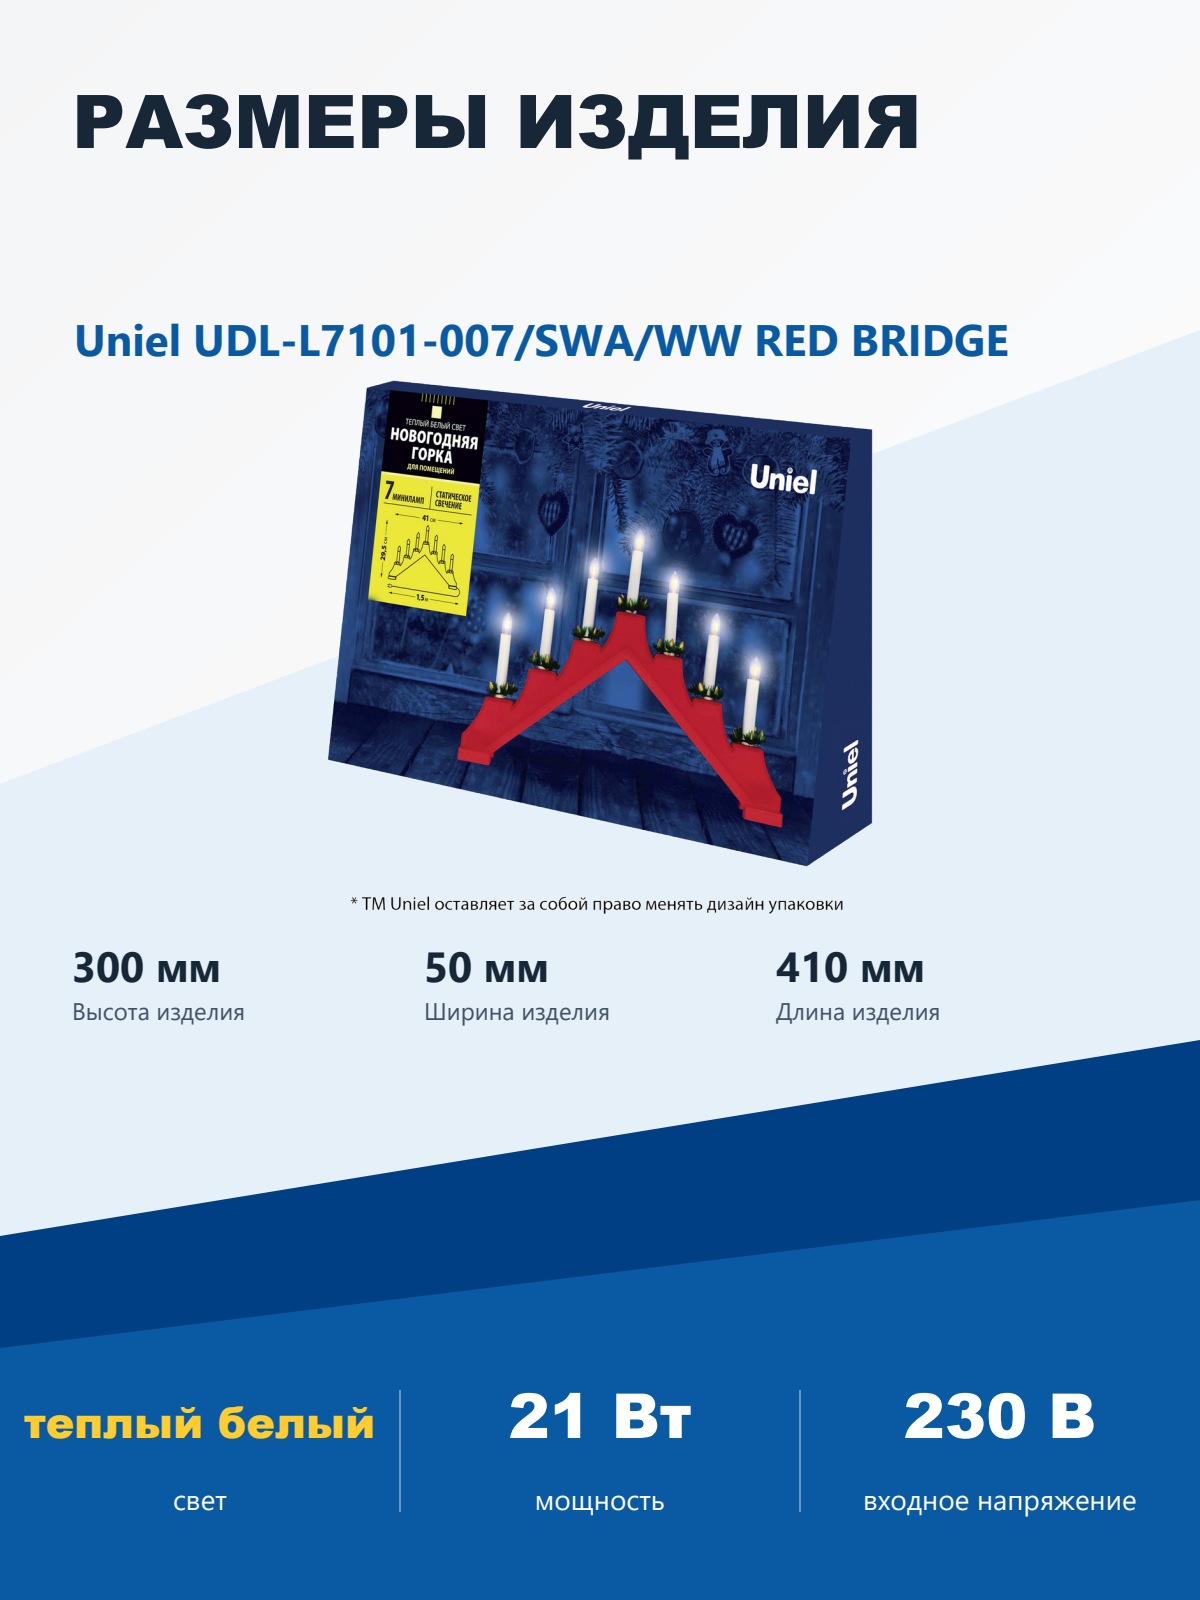 РАЗМЕРЫ ИЗДЕЛИЯ
Uniel UDL-L7101-007/SWA/WW RED BRIDGE
Uniel
ТЕПЛЫЙ БЕЛЫЙ СВЕТ
НОВОГОДНЯЯ
ГОРКА
ДЛЯ ПОМЕЩЕНИЙ
7 МИНИЛАМП
СТАТИЧЕСКОЕ
СВЕЧЕНИЕ
41 см
29,5 см
1,5 м
Uniel
Uniel
* ТМ Uniel оставляет за собой право менять дизайн упаковки
300 мм
Высота изделия
50 мм
Ширина изделия
410 мм
Длина изделия
теплый белый
свет
21 Вт
мощность
230 В
входное напряжение